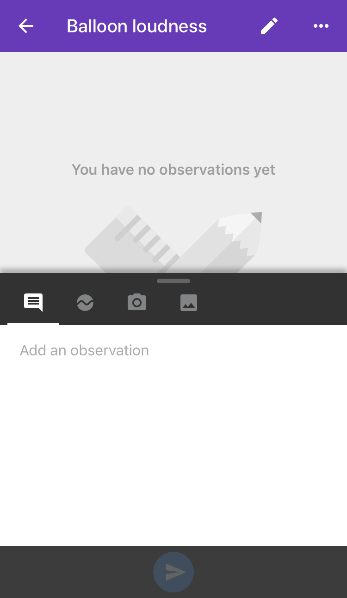 Balloon loudness
You have no observations yet
Add an observation